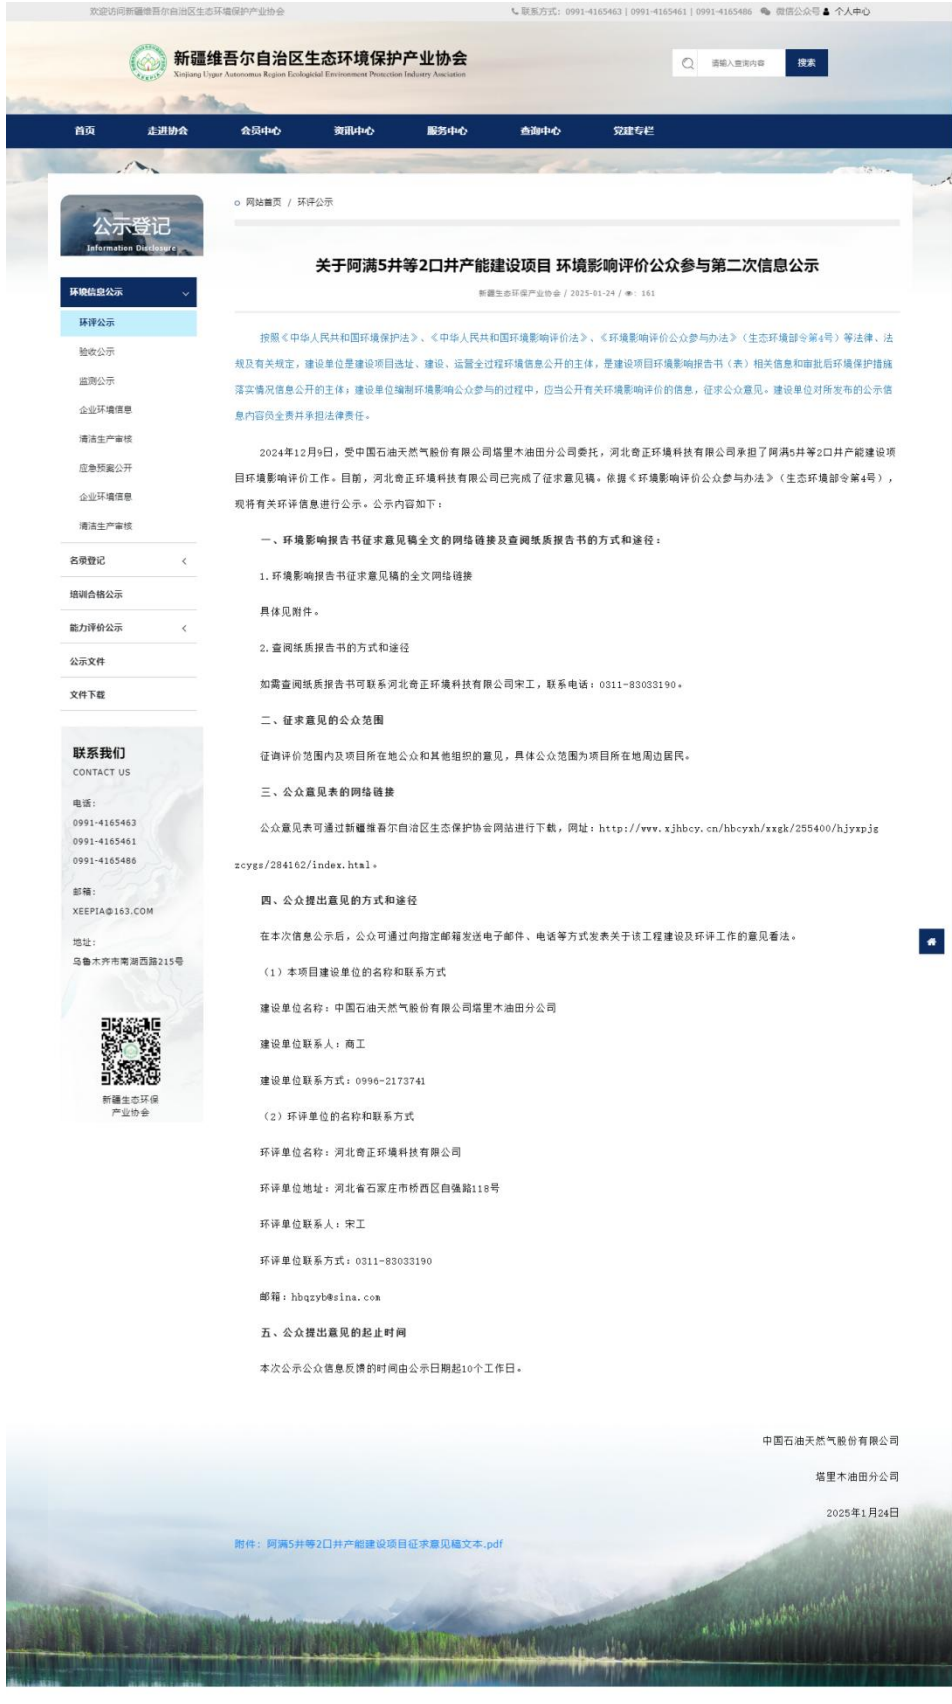 欢迎访问新疆维吾尔自治区生态环境保护产业协会
联系方式：0991-4165463 | 0991-4165461 | 0991-4165486 微信公众号 个人中心
新疆维吾尔自治区生态环境保护产业协会
Xinjiang Uygur Autonomous Region Ecological Environment Protection Industry Association
请输入查询内容 搜索
首页 走进协会 会员中心 资讯中心 服务中心 查询中心 党建专栏
公示登记
Information Disclosure
环境信息公示
环评公示
验收公示
监测公示
企业环境信息
清洁生产审核
应急预案公开
企业环境信息
清洁生产审核
名录登记
培训合格公示
能力评价公示
公示文件
文件下载
联系我们
CONTACT US
电话：
0991-4165463
0991-4165461
0991-4165486
邮箱：
XEEPIA@163.COM
地址：
乌鲁木齐市南湖西路215号
新疆生态环保
产业协会
网站首页 / 环评公示
关于阿满5井等2口井产能建设项目 环境影响评价公众参与第二次信息公示
新疆生态环保产业协会 / 2025-01-24 / ：161
按照《中华人民共和国环境保护法》、《中华人民共和国环境影响评价法》、《环境影响评价公众参与办法》（生态环境部令第4号）等法律、法
规及有关规定，建设单位是建设项目选址、建设、运营全过程环境信息公开的主体，是建设项目环境影响报告书（表）相关信息和审批后环境保护措施
落实情况信息公开的主体；建设单位编制环境影响公众参与的过程中，应当公开有关环境影响评价的信息，征求公众意见。建设单位对所发布的公示信
息内容负全责并承担法律责任。
2024年12月9日，受中国石油天然气股份有限公司塔里木油田分公司委托，河北奇正环境科技有限公司承担了阿满5井等2口井产能建设项
目环境影响评价工作。目前，河北奇正环境科技有限公司已完成了征求意见稿。依据《环境影响评价公众参与办法》（生态环境部令第4号），
现将有关环评信息进行公示。公示内容如下：
一、环境影响报告书征求意见稿全文的网络链接及查阅纸质报告书的方式和途径：
1.环境影响报告书征求意见稿的全文网络链接
具体见附件。
2.查阅纸质报告书的方式和途径
如需查阅纸质报告书可联系河北奇正环境科技有限公司宋工，联系电话：0311-83033190。
二、征求意见的公众范围
征询评价范围内及项目所在地公众和其他组织的意见，具体公众范围为项目所在地周边居民。
三、公众意见表的网络链接
公众意见表可通过新疆维吾尔自治区生态保护协会网站进行下载，网址：http://www.xjhbcy.cn/hbcyxh/xxgk/255400/hjyxpjg
zcygs/284162/index.html。
四、公众提出意见的方式和途径
在本次信息公示后，公众可通过向指定邮箱发送电子邮件、电话等方式发表关于该工程建设及环评工作的意见看法。
（1）本项目建设单位的名称和联系方式
建设单位名称：中国石油天然气股份有限公司塔里木油田分公司
建设单位联系人：商工
建设单位联系方式：0996-2173741
（2）环评单位的名称和联系方式
环评单位名称：河北奇正环境科技有限公司
环评单位地址：河北省石家庄市桥西区自强路118号
环评单位联系人：宋工
环评单位联系方式：0311-83033190
邮箱：hbqzyb@sina.com
五、公众提出意见的起止时间
本次公示公众信息反馈的时间由公示日期起10个工作日。
中国石油天然气股份有限公司
塔里木油田分公司
2025年1月24日
附件：阿满5井等2口井产能建设项目征求意见稿文本.pdf